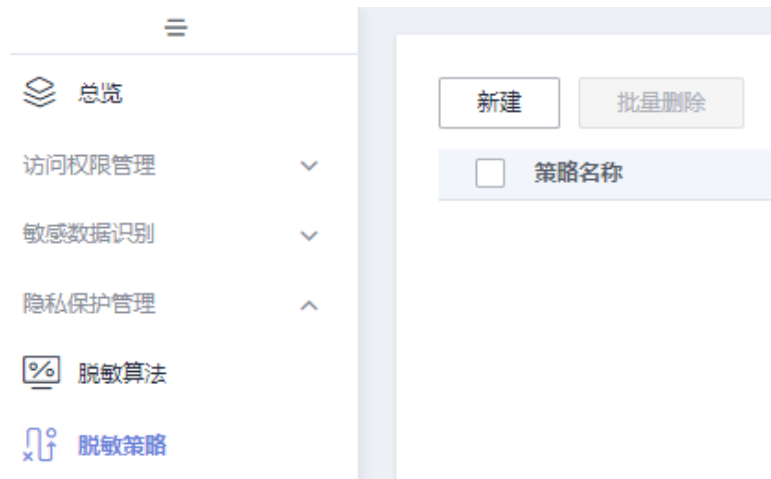 总览
访问权限管理
敏感数据识别
隐私保护管理
脱敏算法
脱敏策略
新建 批量删除
策略名称